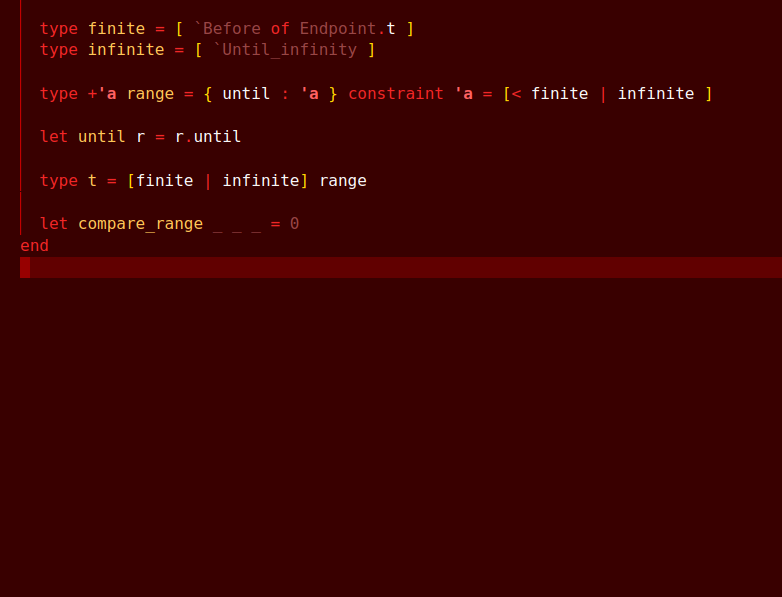 type finite = [ `Before of Endpoint.t ]
type infinite = [ `Until_infinity ]
type +'a range = { until : 'a } constraint 'a = [< finite | infinite ]
let until r = r.until
type t = [finite | infinite] range
let compare_range _ _ _ = 0
end